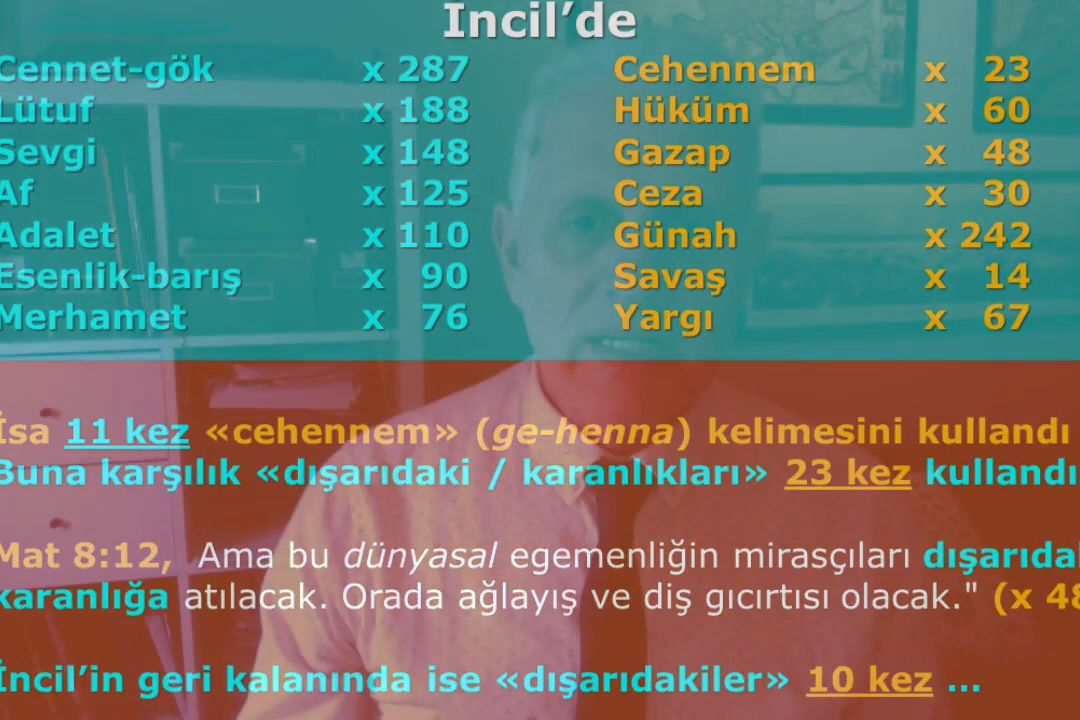 İncil’de
Cennet-gök x 287 Cehennem x 23
Lütuf x 188 Hüküm x 60
Sevgi x 148 Gazap x 48
Af x 125 Ceza x 30
Adalet x 110 Günah x 242
Esenlik-barış x 90 Savaş x 14
Merhamet x 76 Yargı x 67
İsa 11 kez «cehennem» (ge-henna) kelimesini kullandı
Buna karşılık «dışarıdaki / karanlıkları» 23 kez kullandı
Mat 8:12, Ama bu dünyasal egemenliğin mirasçıları
karanlığa atılacak. Orada ağlayış ve diş gıcırtısı olacak." (x 48
İncil’in geri kalanında ise «dışarıdakiler» 10 kez ...